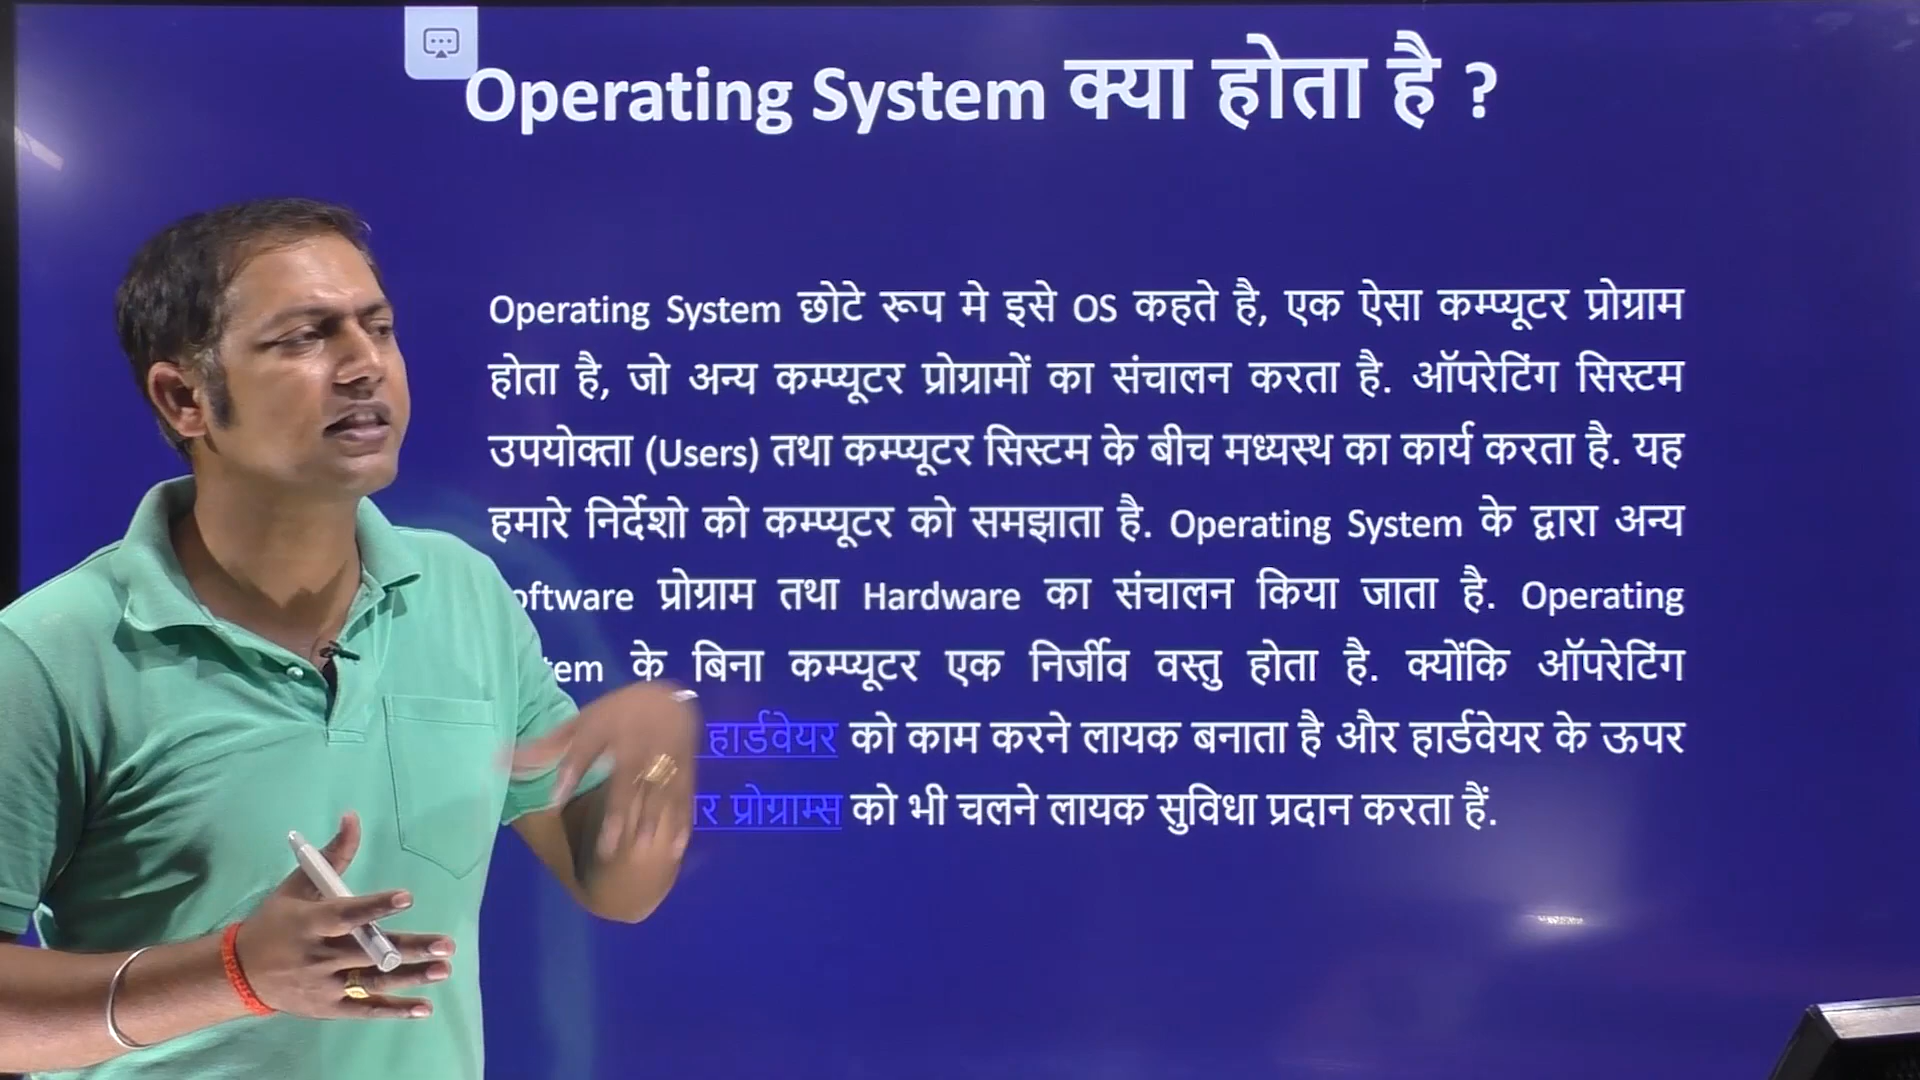 Operating System क्या होता है ?
Operating System छोटे रूप मे इसे OS कहते है, एक ऐसा कम्प्यूटर प्रोग्राम
होता है, जो अन्य कम्प्यूटर प्रोग्रामों का संचालन करता है. ऑपरेटिंग सिस्टम
उपयोक्ता (Users) तथा कम्प्यूटर सिस्टम के बीच मध्यस्थ का कार्य करता है. यह
हमारे निर्देशो को कम्प्यूटर को समझाता है. Operating System के द्वारा अन्य
oftware प्रोग्राम तथा Hardware का संचालन किया जाता है. Operating
tem के बिना कम्प्यूटर एक निर्जीव वस्तु होता है. क्योंकि ऑपरेटिंग
हार्डवेयर को काम करने लायक बनाता है और हार्डवेयर के ऊपर
र प्रोग्राम्स को भी चलने लायक सुविधा प्रदान करता हैं.